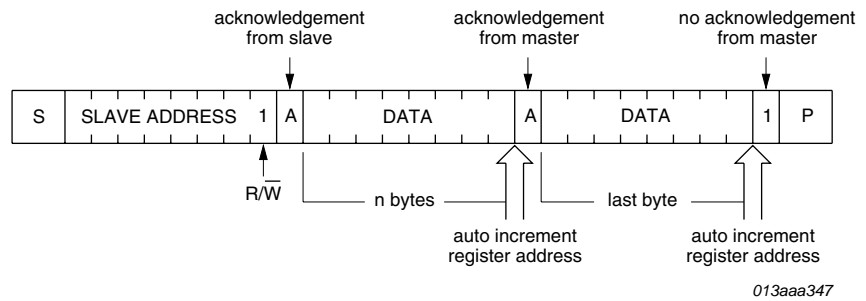 acknowledgement
from slave
acknowledgement
from master
no acknowledgement
from master
S SLAVE ADDRESS 1 A DATA A DATA 1 P
R/W̅
n bytes
last byte
auto increment
register address
auto increment
register address
013aaa347